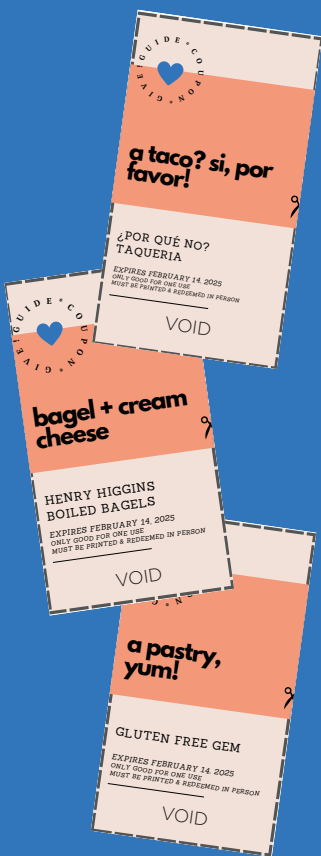 GIVE!GUIDE*COUPON*
a taco? si, por
favor!
¿POR QUÉ NO?
TAQUERIA
EXPIRES FEBRUARY 14, 2025
ONLY GOOD FOR ONE USE
MUST BE PRINTED & REDEEMED IN PERSON
VOID
GIVE!GUIDE*COUPON*
bagel + cream
cheese
HENRY HIGGINS
BOILED BAGELS
EXPIRES FEBRUARY 14, 2025
ONLY GOOD FOR ONE USE
MUST BE PRINTED & REDEEMED IN PERSON
VOID
a pastry,
yum!
GLUTEN FREE GEM
EXPIRES FEBRUARY 14, 2025
ONLY GOOD FOR ONE USE
MUST BE PRINTED & REDEEMED IN PERSON
VOID